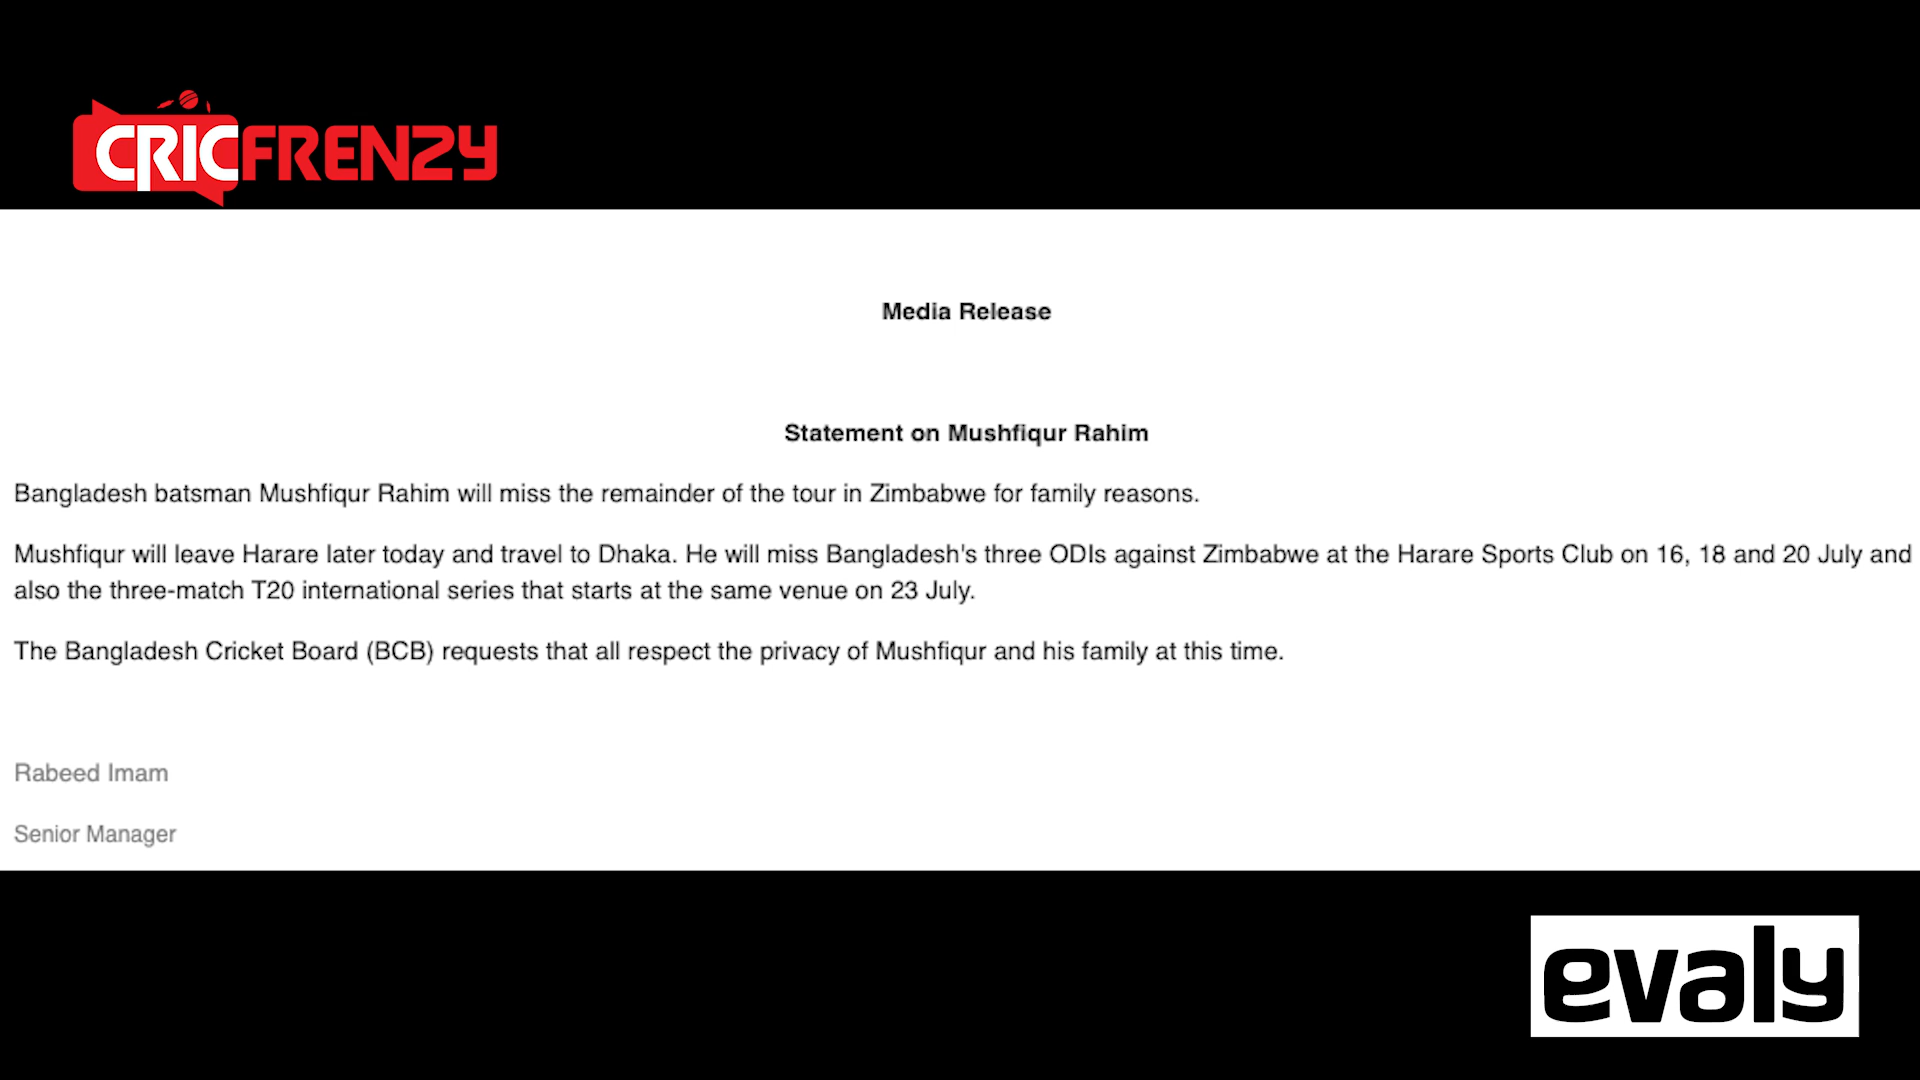 CRICFRENZY
Media Release
Statement on Mushfiqur Rahim
Bangladesh batsman Mushfiqur Rahim will miss the remainder of the tour in Zimbabwe for family reasons.
Mushfiqur will leave Harare later today and travel to Dhaka. He will miss Bangladesh's three ODIs against Zimbabwe at the Harare Sports Club on 16, 18 and 20 July and
also the three-match T20 international series that starts at the same venue on 23 July.
The Bangladesh Cricket Board (BCB) requests that all respect the privacy of Mushfiqur and his family at this time.
Rabeed Imam
Senior Manager
evaly